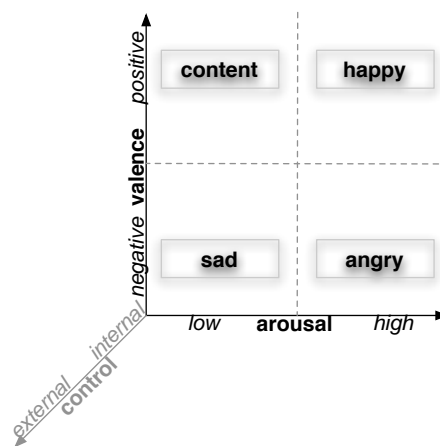 positive
content
happy
valence
negative
sad
angry
low
arousal
high
internal
external
control